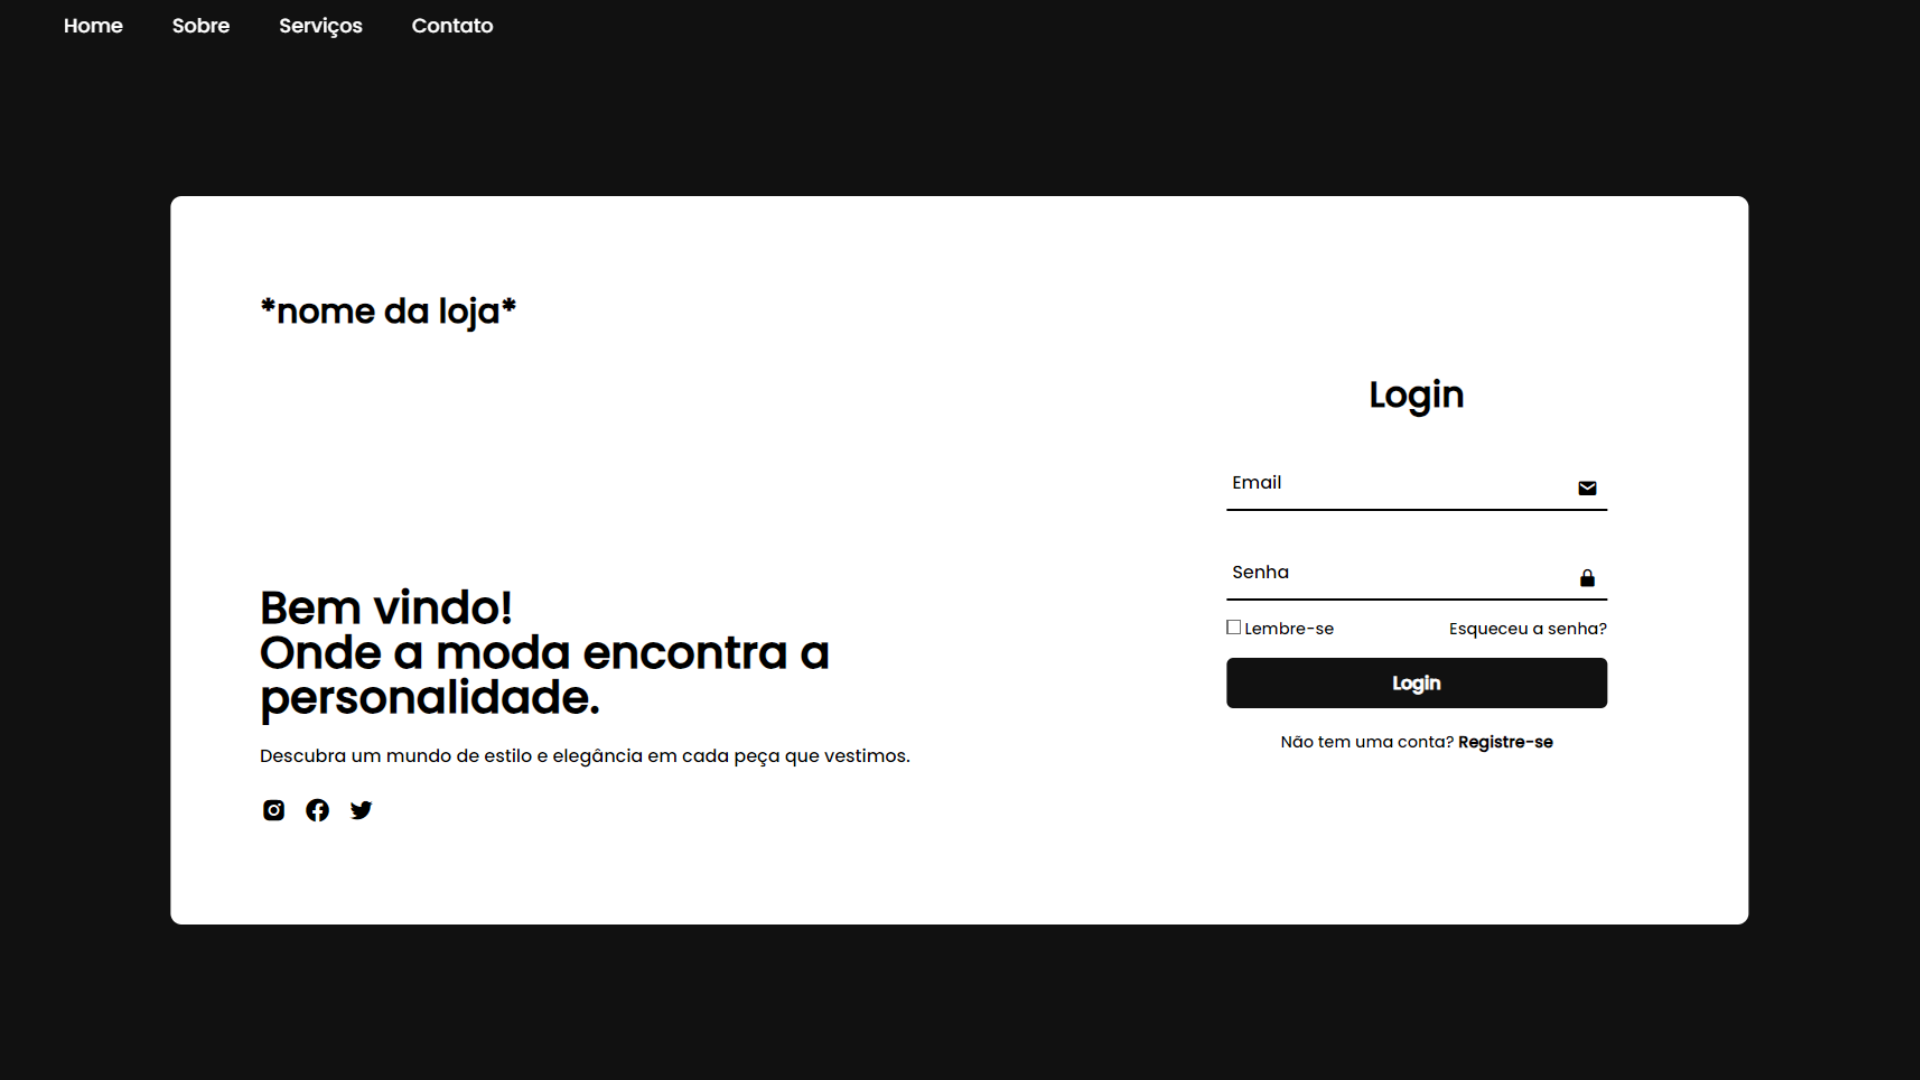 Home Sobre Serviços Contato
*nome da loja*
Bem vindo!
Onde a moda encontra a
personalidade.
Descubra um mundo de estilo e elegância em cada peça que vestimos.
Login
Email
Senha
Lembre-se Esqueceu a senha?
Login
Não tem uma conta? Registre-se